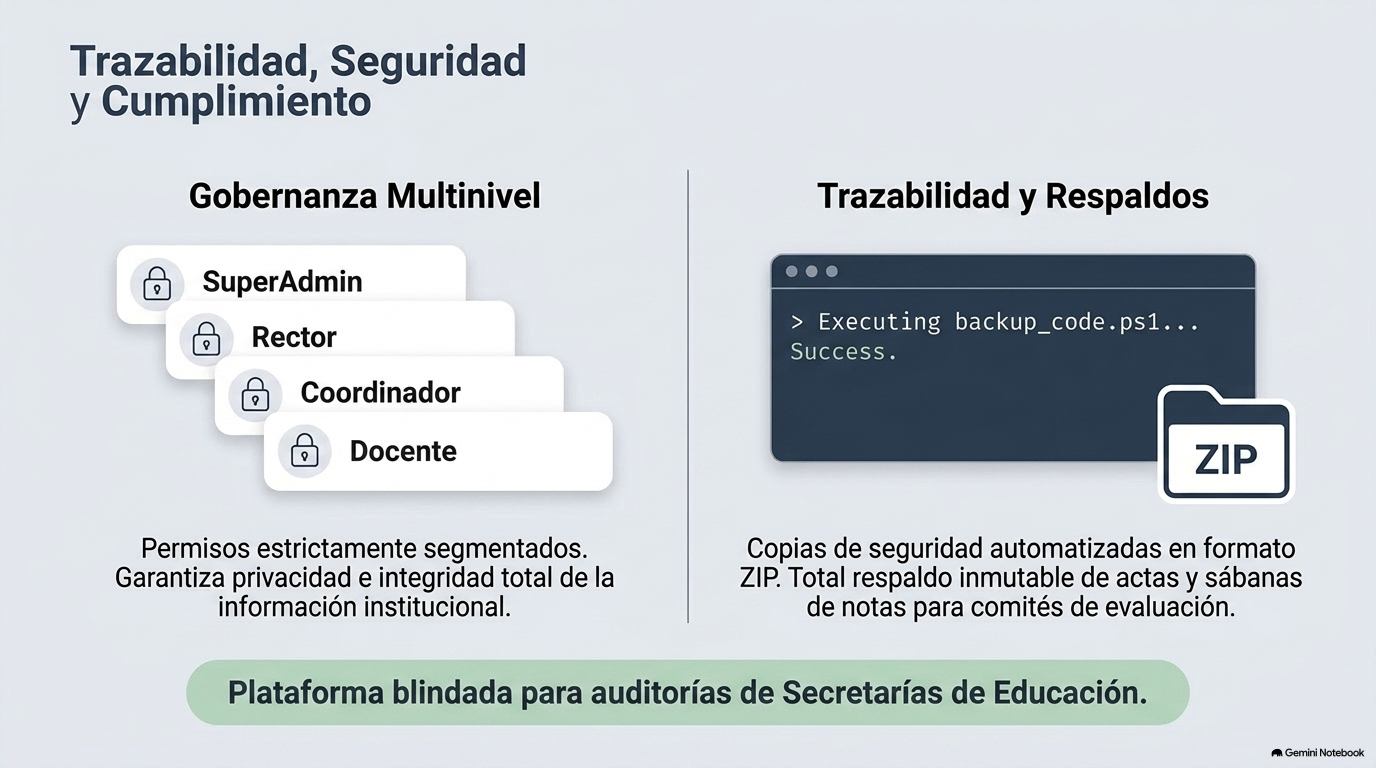 Trazabilidad, Seguridad
y Cumplimiento
Gobernanza Multinivel
SuperAdmin
Rector
Coordinador
Docente
Permisos estrictamente segmentados.
Garantiza privacidad e integridad total de la
información institucional.
Trazabilidad y Respaldos
> Executing backup_code.ps1...
Success.
ZIP
Copias de seguridad automatizadas en formato
ZIP. Total respaldo inmutable de actas y sábanas
de notas para comités de evaluación.
Plataforma blindada para auditorías de Secretarías de Educación.
Gemini Notebook